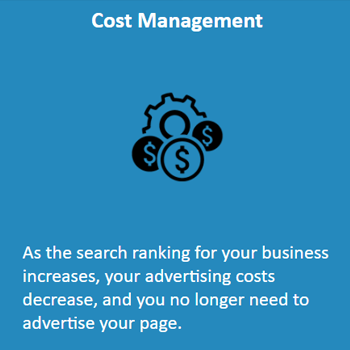 Cost Management
$ $ $
As the search ranking for your business
increases, your advertising costs
decrease, and you no longer need to
advertise your page.